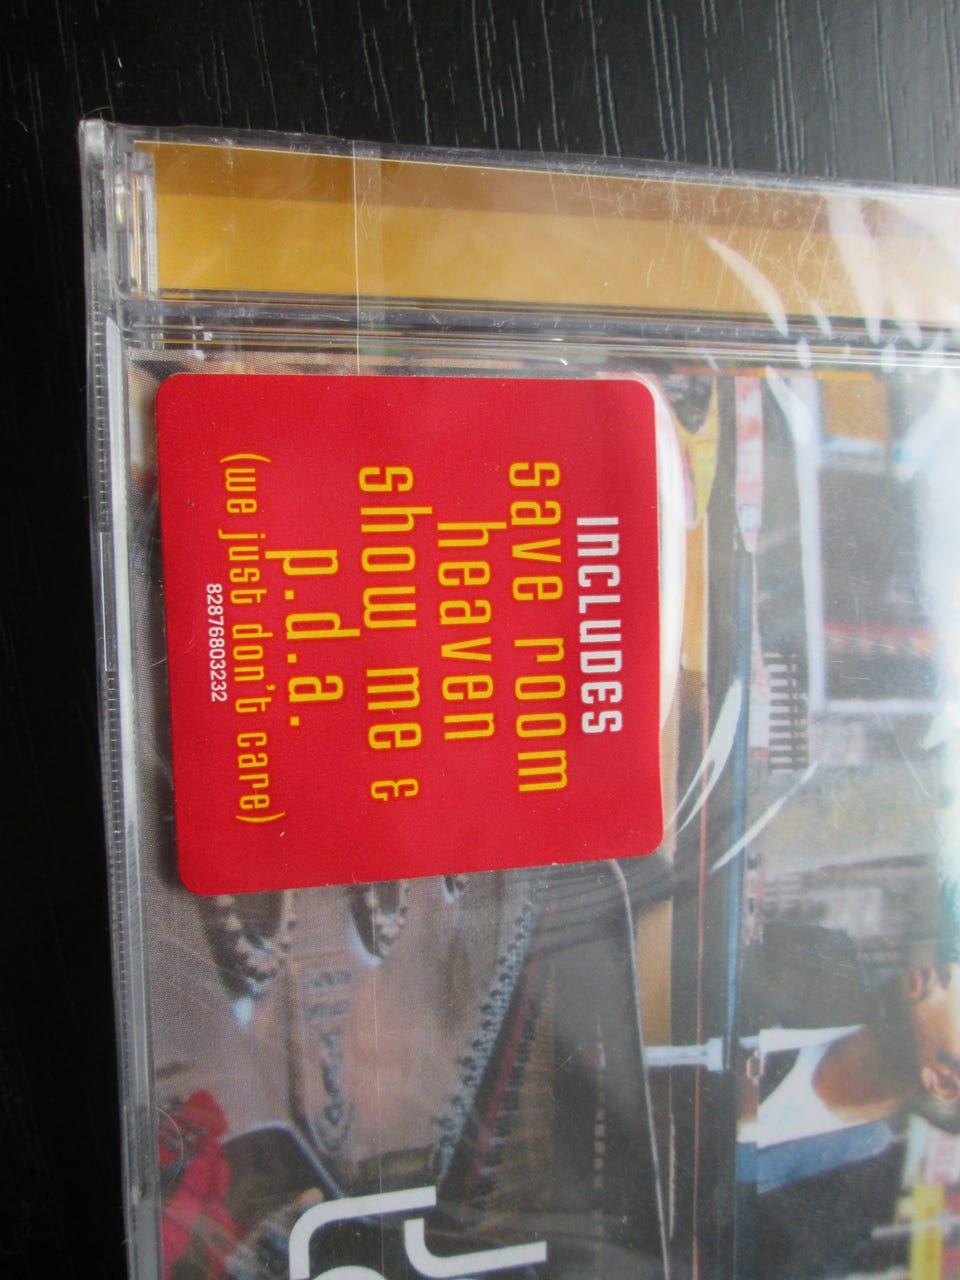 INCLUDES
save room
heaven
show me &
p.d.a.
(we just don't care)
82876803232